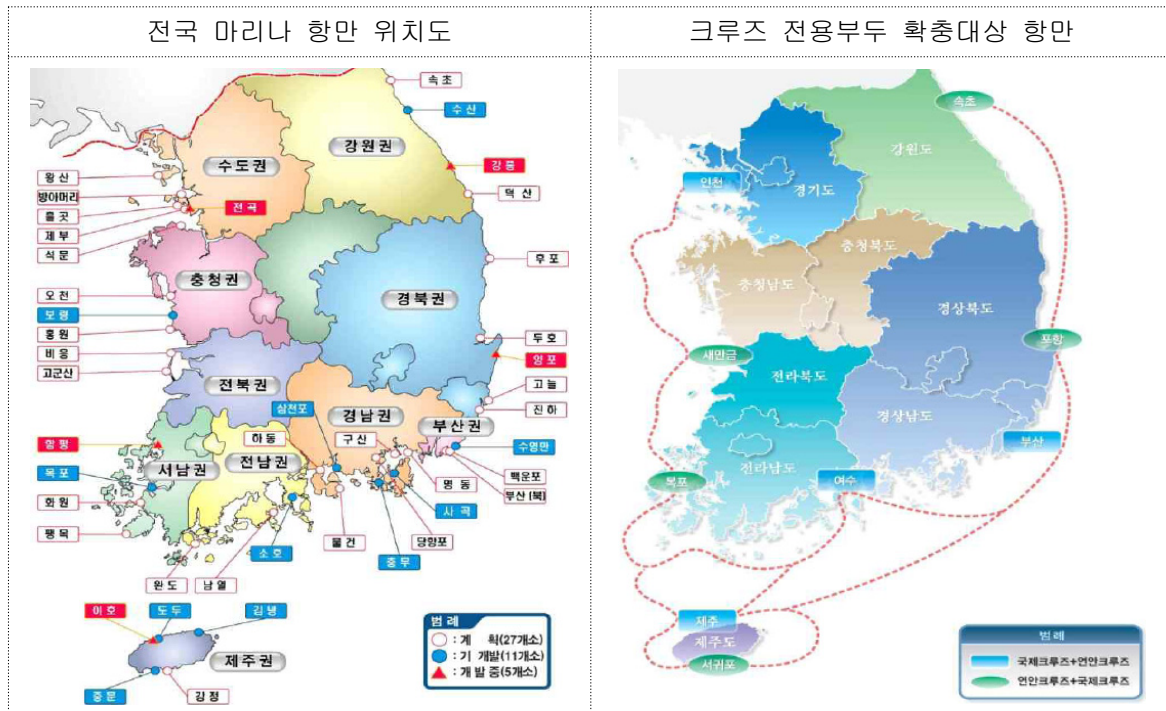 전국 마리나 항만 위치도
크루즈 전용부두 확충대상 항만
속초
수산
강원권
수도권
강릉
왕산
방아머리
흘곳
전곡
덕산
제부
석문
후포
충청권
오천
보령
홍원
경북권
비응
고군산
두호
양포
전북권
고늘
진하
삼천포
경남권
부산권
하동
구산
함평
서남권
전남권
수영만
목포
백운포
명동
부산(북)
화원
사곡
팽목
소호
물건
당항포
충무
완도
남열
이호
도두
김녕
제주권
중문
강정
범례
: 계 획(27개소)
: 기 개발(11개소)
: 개발중(5개소)
속초
강원도
인천
경기도
충청북도
충청남도
경상북도
새만금
포항
전라북도
경상남도
부산
전라남도
목포
여수
제주
제주도
서귀포
범례
국제크루즈+연안크루즈
연안크루즈+국제크루즈